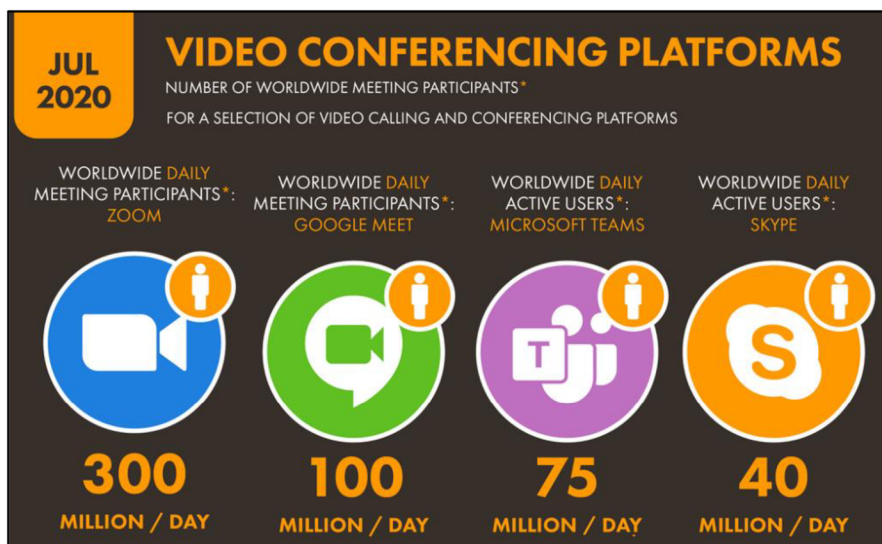 JUL
2020
VIDEO CONFERENCING PLATFORMS
NUMBER OF WORLDWIDE MEETING PARTICIPANTS*
FOR A SELECTION OF VIDEO CALLING AND CONFERENCING PLATFORMS
WORLDWIDE DAILY
MEETING PARTICIPANTS*:
ZOOM
300
MILLION / DAY
WORLDWIDE DAILY
MEETING PARTICIPANTS*:
GOOGLE MEET
100
MILLION / DAY
WORLDWIDE DAILY
ACTIVE USERS*:
MICROSOFT TEAMS
T
75
MILLION / DAY
WORLDWIDE DAILY
ACTIVE USERS*:
SKYPE
S
40
MILLION / DAY